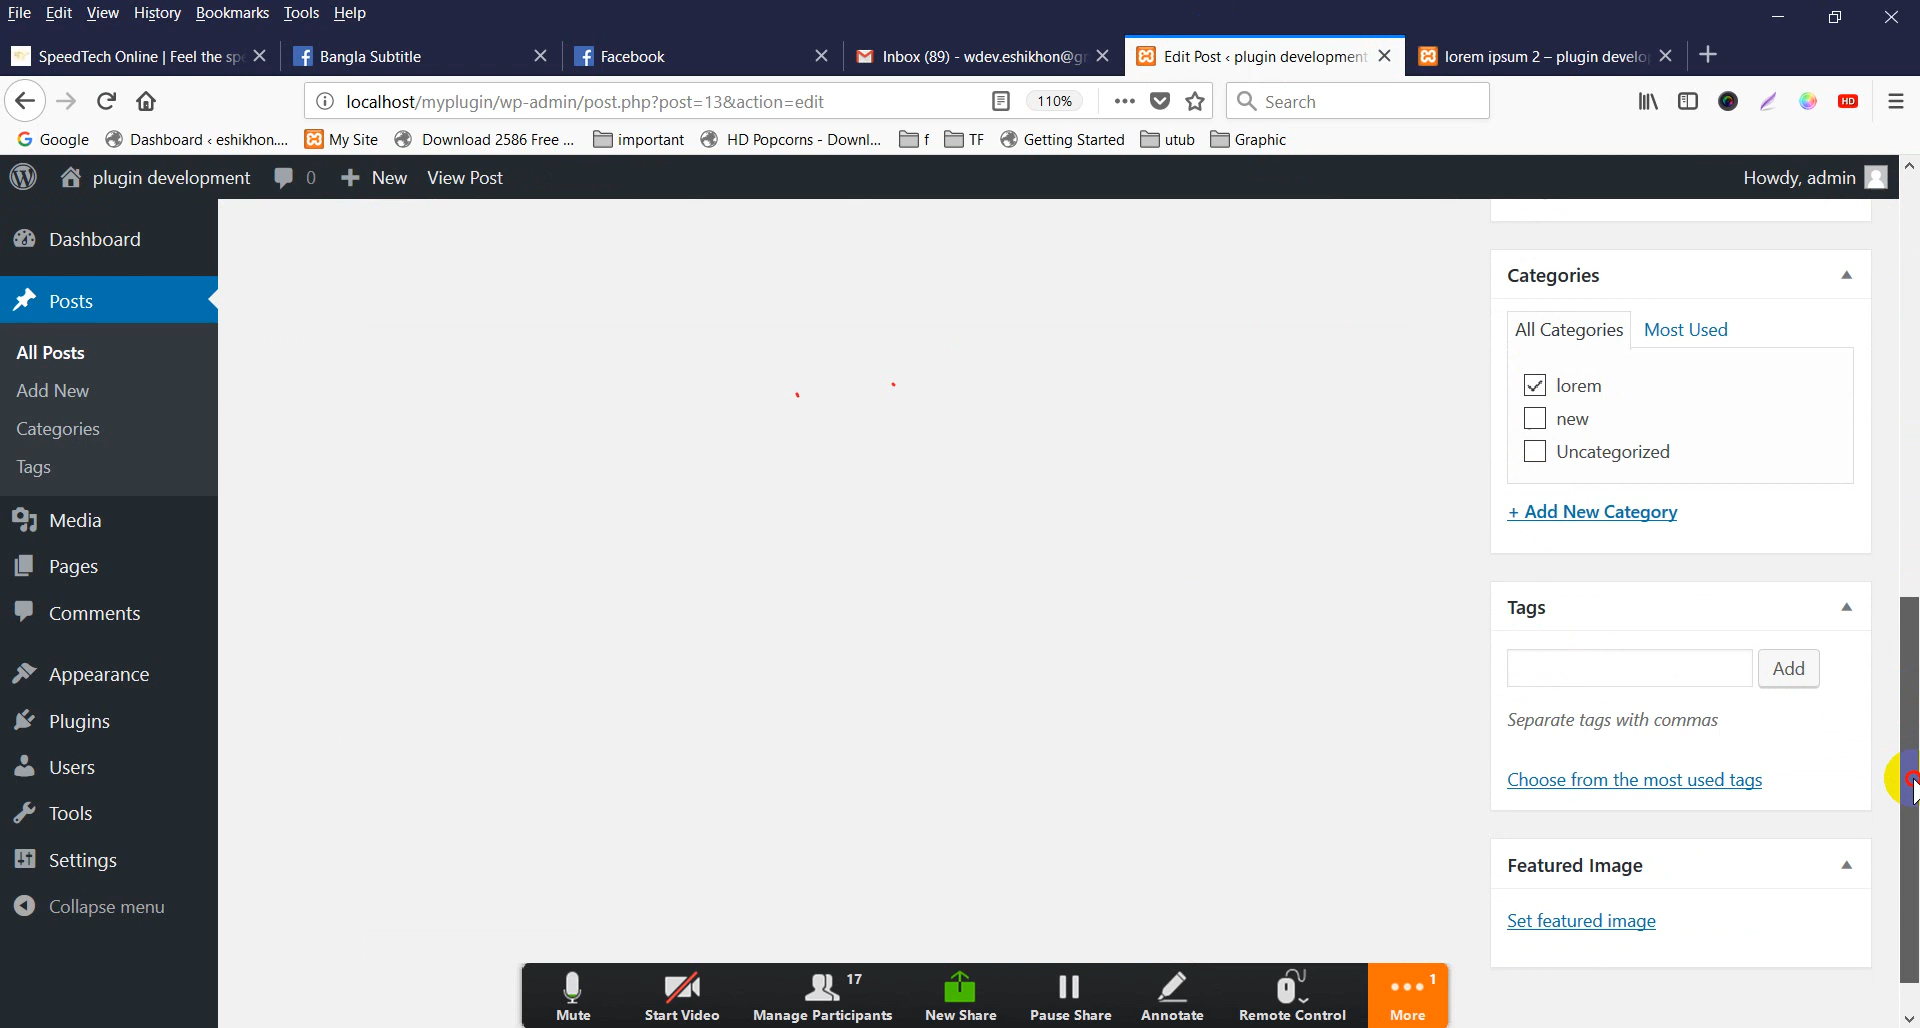 File Edit View History Bookmarks Tools Help
SpeedTech Online | Feel the spe
Bangla Subtitle
Facebook
Inbox (89) - wdev.eshikhon@gm
Edit Post ‹ plugin development
lorem ipsum 2 – plugin develop
localhost/myplugin/wp-admin/post.php?post=13&action=edit
110%
Search
HD
Google
Dashboard ‹ eshikhon....
My Site
Download 2586 Free ...
important
HD Popcorns - Downl...
f
TF
Getting Started
utub
Graphic
plugin development
0
New
View Post
Howdy, admin
Dashboard
Posts
All Posts
Add New
Categories
Tags
Media
Pages
Comments
Appearance
Plugins
Users
Tools
Settings
Collapse menu
Categories
All Categories
Most Used
lorem
new
Uncategorized
+ Add New Category
Tags
Add
Separate tags with commas
Choose from the most used tags
Featured Image
Set featured image
Mute
Start Video
17
Manage Participants
New Share
Pause Share
Annotate
Remote Control
1
More